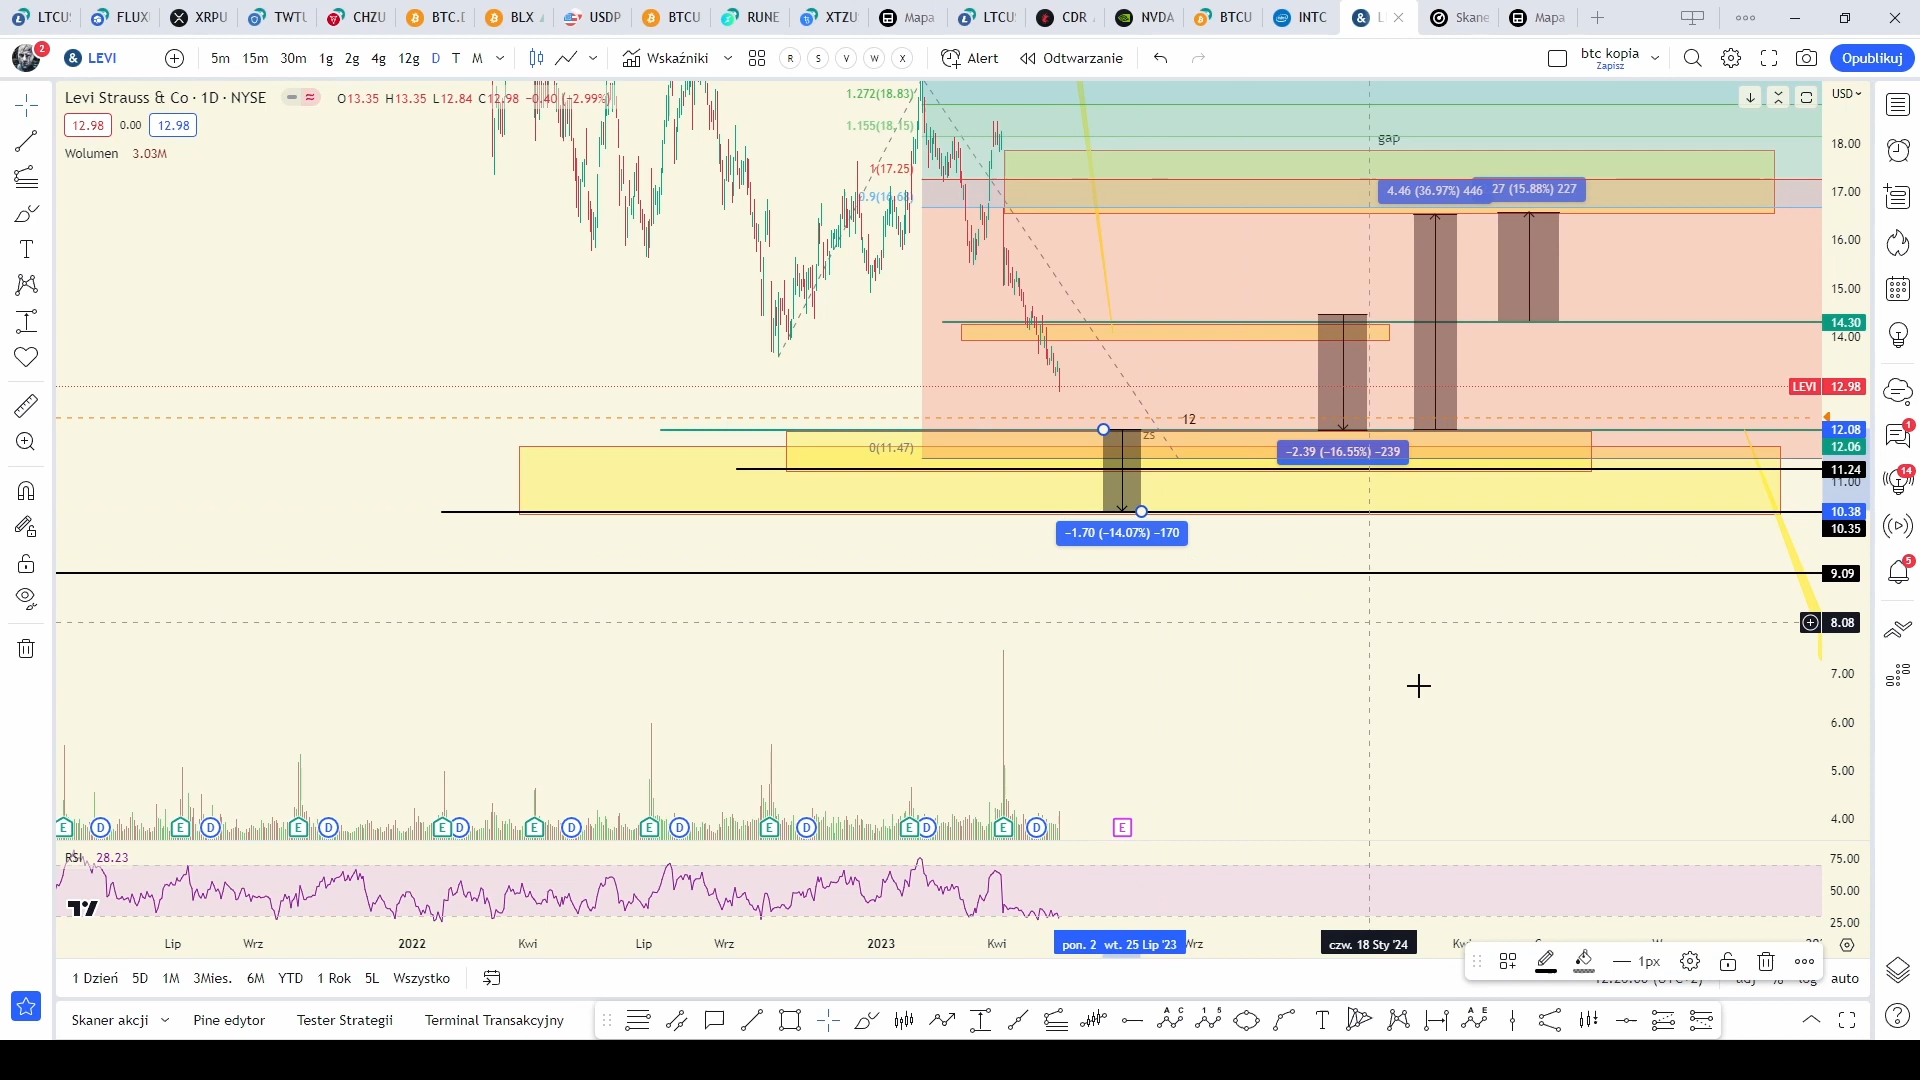 LTCUS FLUX XRPU TWTU CHZU BTC.D BLX USDP BTCU RUNE XTZU Mapa LTCUS CDR NVDA BTCU INTC L Skane Mapa
2 LEVI 5m 15m 30m 1g 2g 4g 12g D T M Wskaźniki R S V W X Alert Odtwarzanie btc kopia Zapisz Opublikuj
Levi Strauss & Co · 1D · NYSE O13.35 H13.35 L12.84 C12.98 −0.40 (−2.99%)
12.98 0.00 12.98
Wolumen 3.03M
1.272(18.83)
1.155(18.15)
1(17.25)
0.9(16.68)
0(11.47)
gap
4.46 (36.97%) 446
27 (15.88%) 227
12
zs
−2.39 (−16.55%) −239
−1.70 (−14.07%) −170
USD
18.00
17.00
16.00
15.00
14.30
14.00
LEVI 12.98
12.08
12.06
11.24
11.00
10.38
10.35
9.09
8.08
7.00
6.00
5.00
4.00
1
14
5
E D E D E D E D E D E D E D E D E D E
RSI 28.23
75.00
50.00
25.00
Lip Wrz 2022 Kwi Lip Wrz 2023 Kwi pon. 2 wt. 25 Lip '23 Wrz czw. 18 Sty '24
1px
1 Dzień 5D 1M 3Mies. 6M YTD 1 Rok 5L Wszystko auto
Skaner akcji Pine edytor Tester Strategii Terminal Transakcyjny